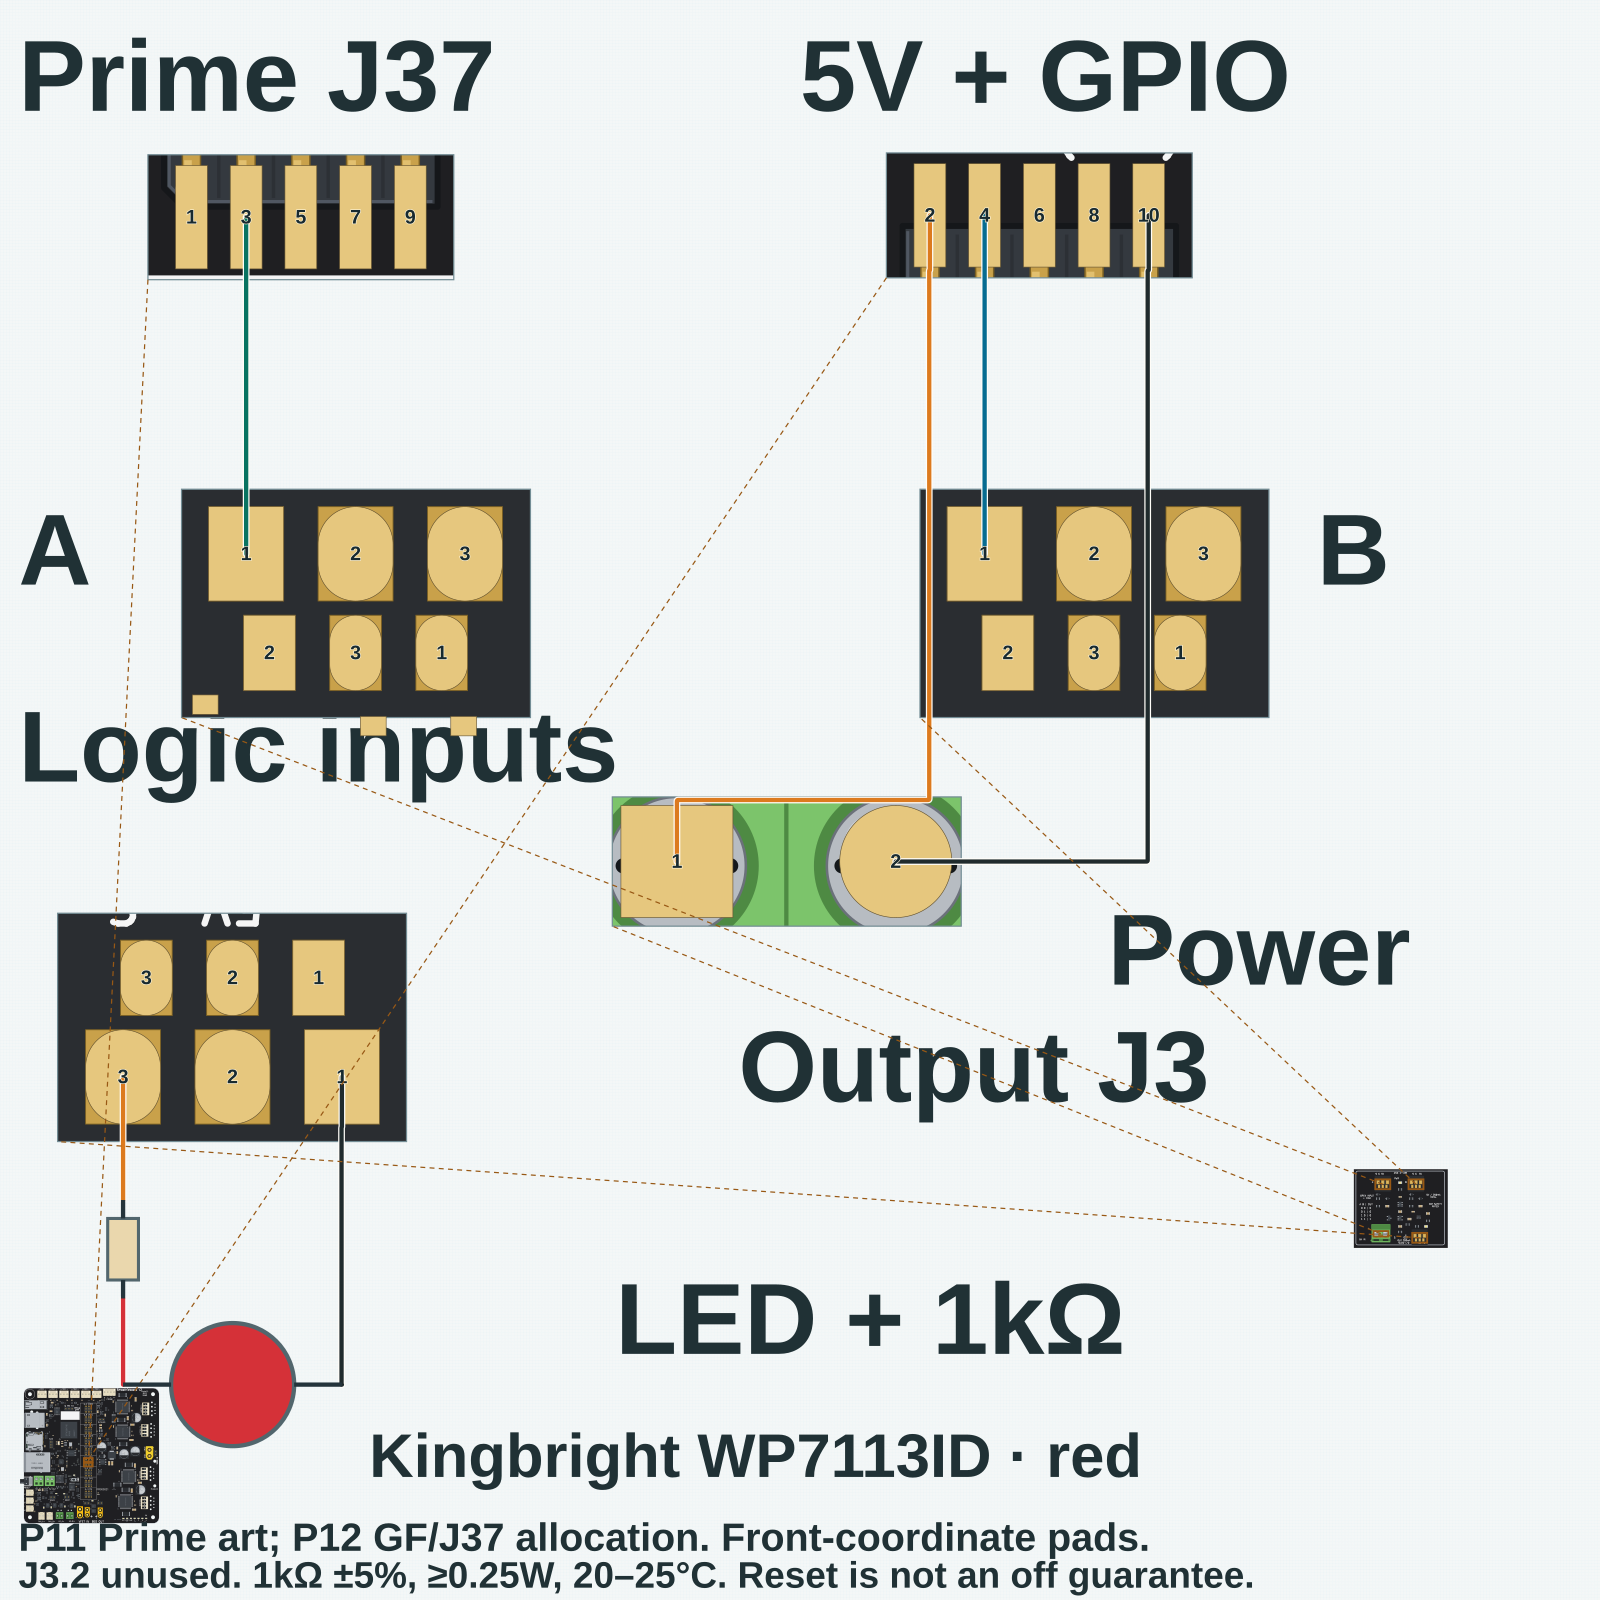 Prime J37
5V + GPIO
1 3 5 7 9
2 4 6 8 10
A
1 2 3
2 3 1
1 2 3
2 3 1
B
Logic inputs
1 2
Power
3 2 1
3 2 1
Output J3
LED + 1kΩ
Kingbright WP7113ID · red
P11 Prime art; P12 GF/J37 allocation. Front-coordinate pads.
J3.2 unused. 1kΩ ±5%, ≥0.25W, 20–25°C. Reset is not an off guarantee.